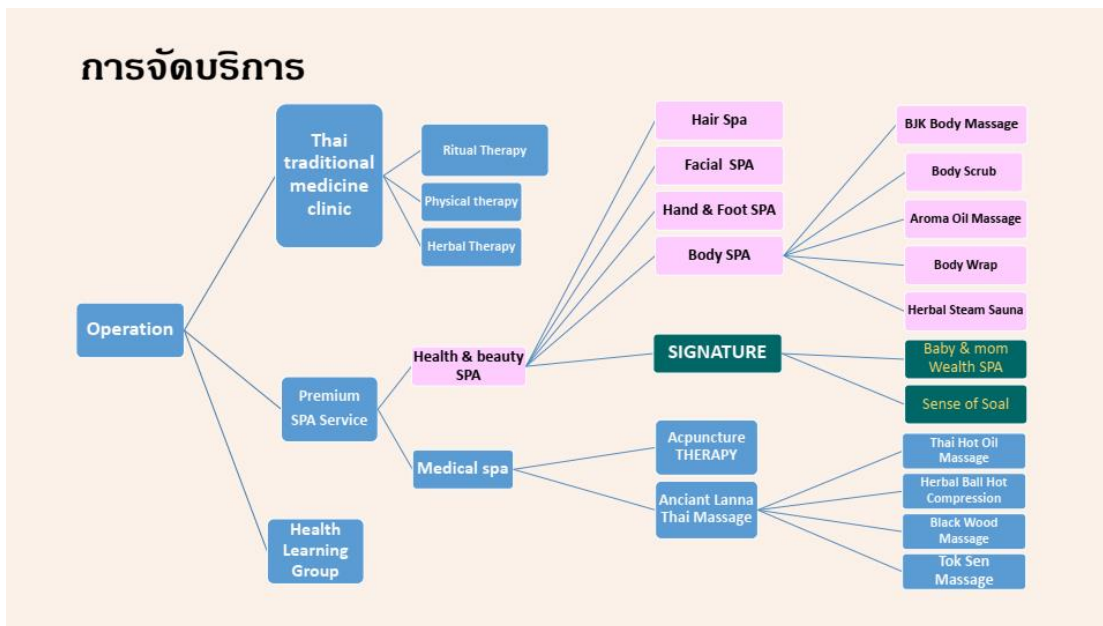 การจัดบริการ
Operation
Thai
traditional
medicine
clinic
Ritual Therapy
Physical therapy
Herbal Therapy
Premium
SPA Service
Health & beauty
SPA
Hair Spa
Facial SPA
Hand & Foot SPA
Body SPA
BJK Body Massage
Body Scrub
Aroma Oil Massage
Body Wrap
Herbal Steam Sauna
SIGNATURE
Baby & mom
Wealth SPA
Sense of Soal
Medical spa
Acpuncture
THERAPY
Anciant Lanna
Thai Massage
Thai Hot Oil
Massage
Herbal Ball Hot
Compression
Black Wood
Massage
Tok Sen
Massage
Health
Learning
Group